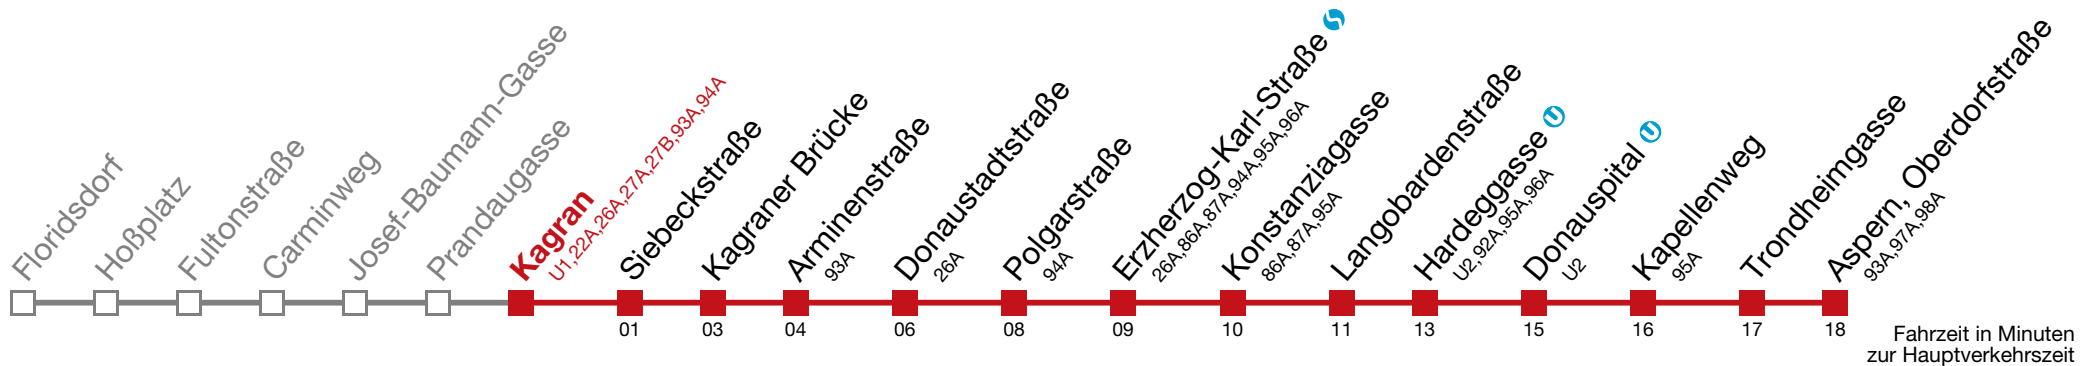 Floridsdorf
Hoßplatz
Fultonstraße
Carminweg
Josef-Baumann-Gasse
Prandaugasse
Kagran
U1,22A,26A,27A,27B,93A,94A
Siebeckstraße
01
Kagraner Brücke
03
Arminenstraße
93A
04
Donaustadtstraße
26A
06
Polgarstraße
94A
08
Erzherzog-Karl-Straße
26A,86A,87A,94A,95A,96A
09
Konstanziagasse
86A,87A,95A
10
Langobardenstraße
11
Hardeggasse U
U2,92A,95A,96A
13
Donauspital U
U2
15
Kapellenweg
95A
16
Trondheimgasse
17
Aspern, Oberdorfstraße
93A,97A,98A
18
Fahrzeit in Minuten
zur Hauptverkehrszeit